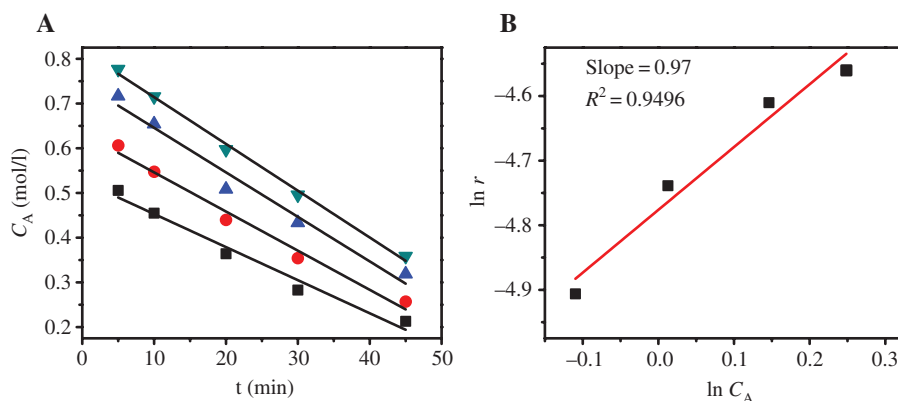 A
0.8
0.7
0.6
0.5
0.4
0.3
0.2
C_A (mol/l)
0 10 20 30 40 50
t (min)
B
Slope = 0.97
R² = 0.9496
−4.6
−4.7
−4.8
−4.9
ln r
−0.1 0.0 0.1 0.2 0.3
ln C_A